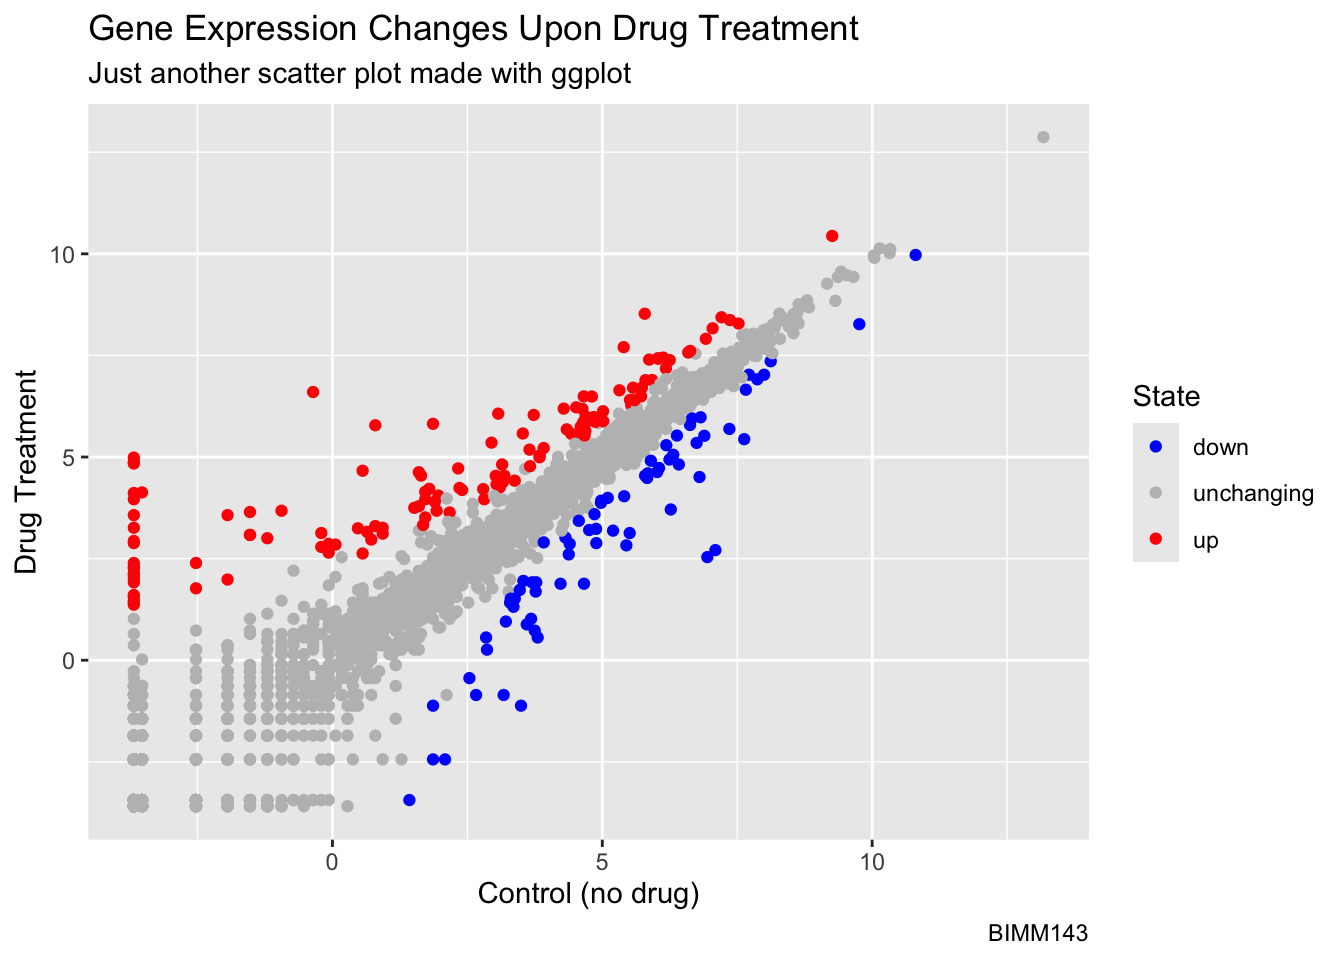 Gene Expression Changes Upon Drug Treatment
Just another scatter plot made with ggplot
Drug Treatment
10
5
0
0
5
10
Control (no drug)
State
down
unchanging
up
BIMM143